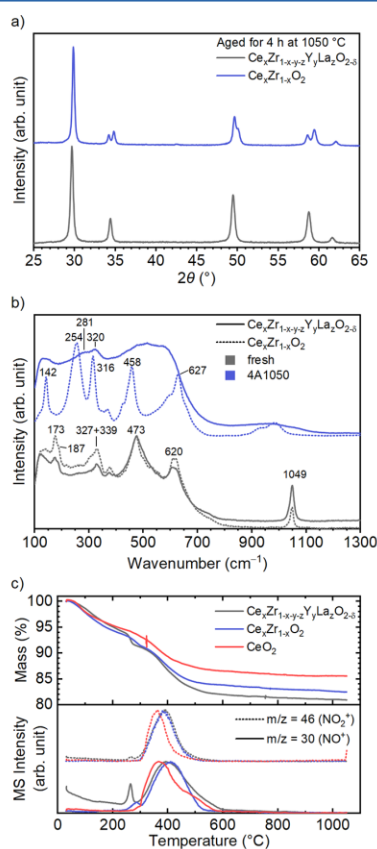 a)
Aged for 4 h at 1050 °C
CeₓZr₁₋ₓ₋ᵧ₋zYᵧLa_zO₂₋δ
CeₓZr₁₋ₓO₂
Intensity (arb. unit)
25 30 35 40 45 50 55 60 65
2θ (°)
b)
CeₓZr₁₋ₓ₋ᵧ₋zYᵧLa_zO₂₋δ
CeₓZr₁₋ₓO₂
fresh
4A1050
281
254 320
316
142
458
627
173
187
327+339
473
620
1049
Intensity (arb. unit)
100 300 500 700 900 1100 1300
Wavenumber (cm⁻¹)
c)
100
95
90
85
80
Mass (%)
CeₓZr₁₋ₓ₋ᵧ₋zYᵧLa_zO₂₋δ
CeₓZr₁₋ₓO₂
CeO₂
m/z = 46 (NO₂⁺)
m/z = 30 (NO⁺)
MS Intensity
(arb. unit)
0 200 400 600 800 1000
Temperature (°C)